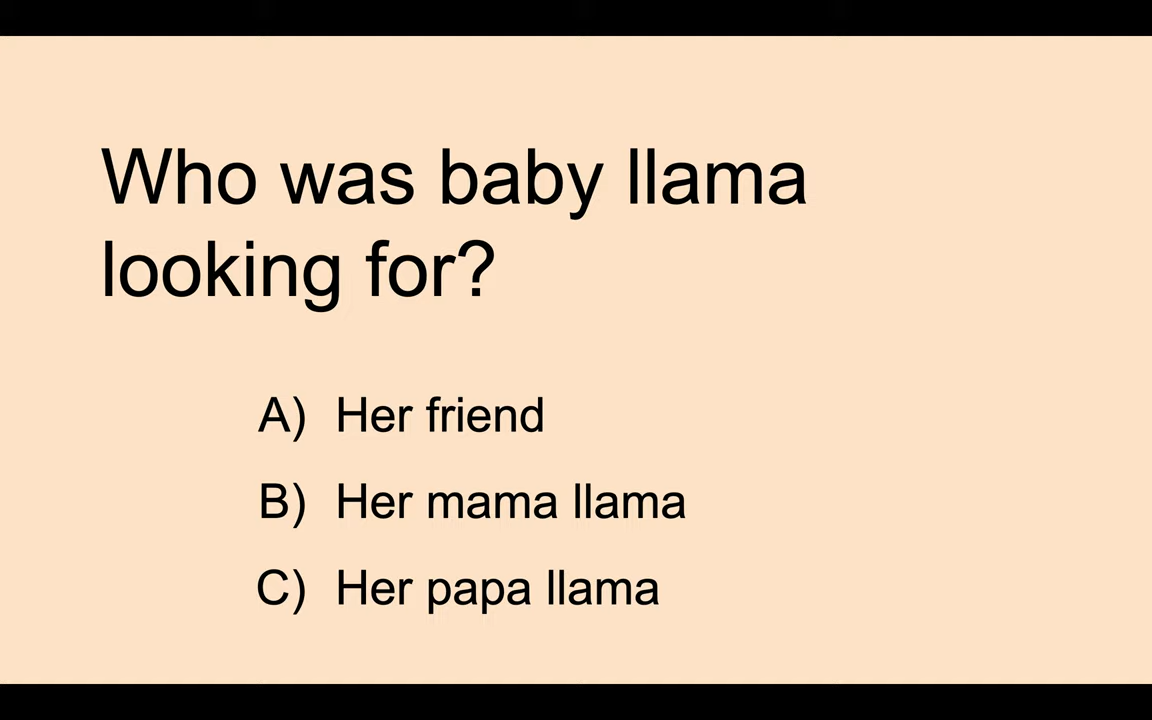 Who was baby llama
looking for?
A) Her friend
B) Her mama llama
C) Her papa llama